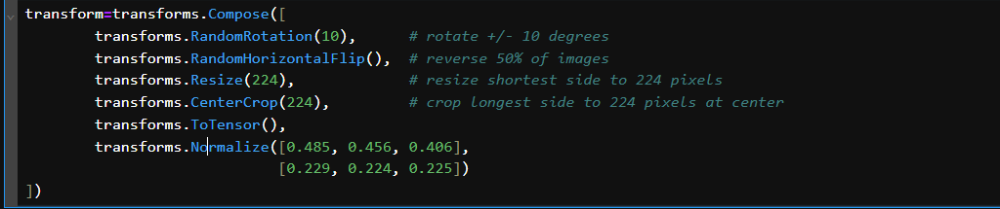 transform=transforms.Compose([
        transforms.RandomRotation(10),      # rotate +/- 10 degrees
        transforms.RandomHorizontalFlip(),  # reverse 50% of images
        transforms.Resize(224),             # resize shortest side to 224 pixels
        transforms.CenterCrop(224),         # crop longest side to 224 pixels at center
        transforms.ToTensor(),
        transforms.Normalize([0.485, 0.456, 0.406],
                             [0.229, 0.224, 0.225])
])